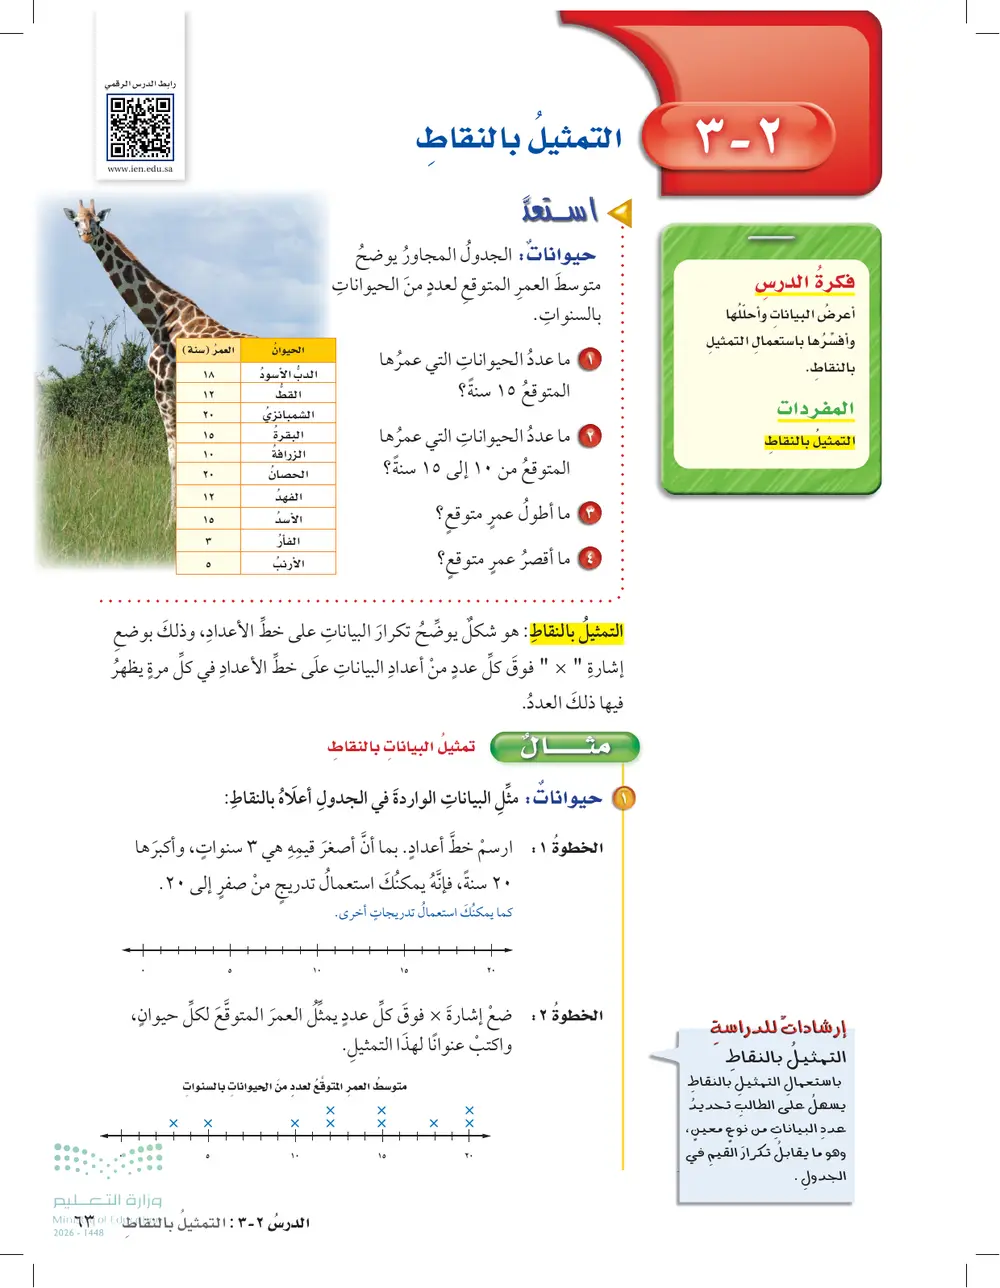 رابط الدرس الرقمي
www.ien.edu.sa
٢ - ٣
التمثيلُ بالنقاطِ
استعدَّ
حيواناتٌ: الجدولُ المجاورُ يوضحُ
متوسطَ العمرِ المتوقعِ لعددٍ منَ الحيواناتِ
بالسنواتِ.
١ ما عددُ الحيواناتِ التي عمرُها
المتوقعُ ١٥ سنةً؟
٢ ما عددُ الحيواناتِ التي عمرُها
المتوقعُ من ١٠ إلى ١٥ سنةً؟
٣ ما أطولُ عمرٍ متوقعٍ؟
٤ ما أقصرُ عمرٍ متوقعٍ؟
الحيوانُ العمرُ (سنة)
الدبُّ الأسودُ ١٨
القطُّ ١٢
الشمبانزيُ ٢٠
البقرةُ ١٥
الزرافةُ ١٠
الحصانُ ٢٠
الفهدُ ١٢
الأسدُ ١٥
الفأرُ ٣
الأرنبُ ٥
فكرةُ الدرسِ
أعرضُ البياناتِ وأحلّلُها
وأفسِّرُها باستعمالِ التمثيلِ
بالنقاطِ.
المفردات
التمثيلُ بالنقاطِ
التمثيلُ بالنقاطِ: هو شكلٌ يوضِّحُ تكرارَ البياناتِ على خطِّ الأعدادِ، وذلكَ بوضعِ
إشارةِ " × " فوقَ كلِّ عددٍ منْ أعدادِ البياناتِ علَى خطِّ الأعدادِ في كلِّ مرةٍ يظهرُ
فيها ذلكَ العددُ.
مثـــالٌ تمثيلُ البياناتِ بالنقاطِ
١ حيواناتٌ: مثِّلِ البياناتِ الواردةَ في الجدولِ أعلَاهُ بالنقاطِ:
الخطوةُ ١: ارسمْ خطَّ أعدادٍ. بما أنَّ أصغرَ قيمِهِ هي ٣ سنواتٍ، وأكبرَها
٢٠ سنةً، فإنَّهُ يمكنُكَ استعمالُ تدريجٍ منْ صفرٍ إلى ٢٠.
كما يمكنُكَ استعمالُ تدريجاتٍ أخرى.
٠ ٥ ١٠ ١٥ ٢٠
الخطوةُ ٢: ضعْ إشارةَ × فوقَ كلِّ عددٍ يمثِّلُ العمرَ المتوقَّعَ لكلِّ حيوانٍ،
واكتبْ عنوانًا لهذَا التمثيلِ.
متوسطُ العمرِ المتوقَّعُ لعددٍ منَ الحيواناتِ بالسنواتِ
× × ×
× × × × × × ×
٠ ٥ ١٠ ١٥ ٢٠
إرشاداتٌ للدراسةِ
التمثيلُ بالنقاطِ
باستعمالِ التمثيلِ بالنقاطِ
يسهلُ على الطالبِ تحديدُ
عددِ البياناتِ من نوعٍ معينٍ،
وهو ما يقابلُ تكرارَ القيمِ في
الجدولِ.
وزارة التعـــليم
Ministry of Education
2026 - 1448
الدرسُ ٢-٣: التمثيلُ بالنقاطِ ٦٣